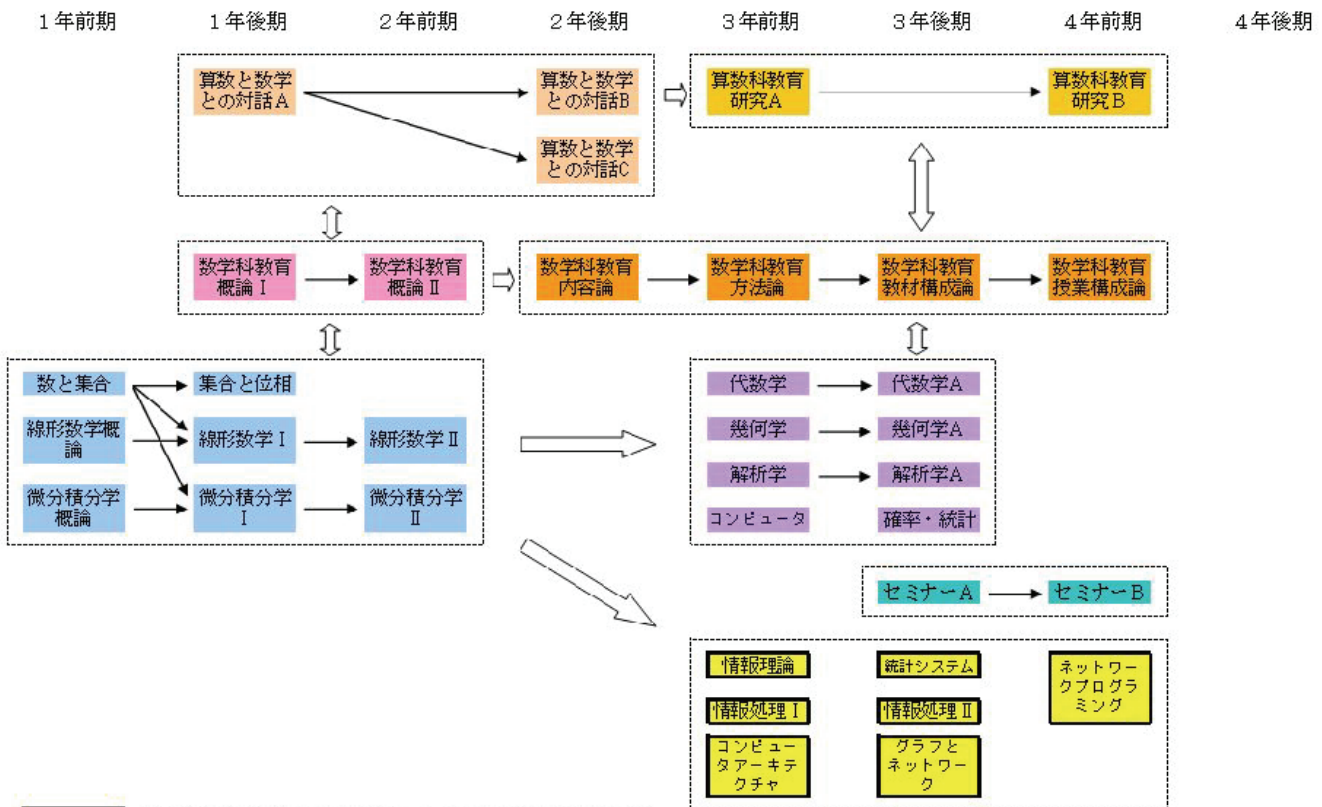 １年前期
１年後期
２年前期
２年後期
３年前期
３年後期
４年前期
４年後期
算数と数学
との対話A
算数と数学
との対話B
算数科教育
研究A
算数科教育
研究B
算数と数学
との対話C
数学科教育
概論Ⅰ
数学科教育
概論Ⅱ
数学科教育
内容論
数学科教育
方法論
数学科教育
教材構成論
数学科教育
授業構成論
数と集合
集合と位相
代数学
代数学A
線形数学概
論
線形数学Ⅰ
線形数学Ⅱ
幾何学
幾何学A
解析学
解析学A
微分積分学
概論
微分積分学
Ⅰ
微分積分学
Ⅱ
コンピュータ
確率・統計
セミナーA
セミナーB
情報理論
統計システム
ネットワー
クプログラ
ミング
情報処理Ⅰ
情報処理Ⅱ
コンピュー
タアーキテ
クチャ
グラフと
ネットワー
ク